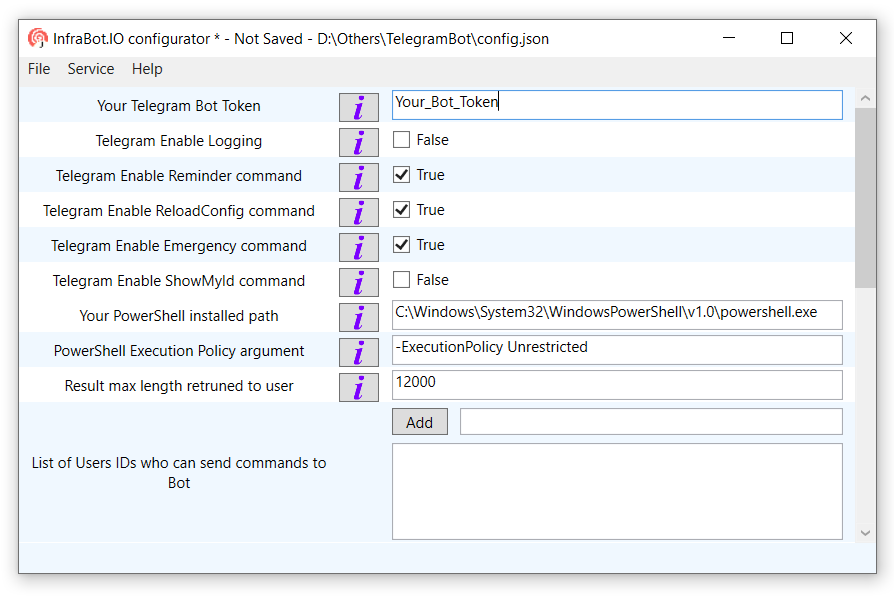 InfraBot.IO configurator * - Not Saved - D:\Others\TelegramBot\config.json
File Service Help
Your Telegram Bot Token i Your_Bot_Token
Telegram Enable Logging i False
Telegram Enable Reminder command i True
Telegram Enable ReloadConfig command i True
Telegram Enable Emergency command i True
Telegram Enable ShowMyId command i False
Your PowerShell installed path i C:\Windows\System32\WindowsPowerShell\v1.0\powershell.exe
PowerShell Execution Policy argument i -ExecutionPolicy Unrestricted
Result max length retruned to user i 12000
Add
List of Users IDs who can send commands to
Bot